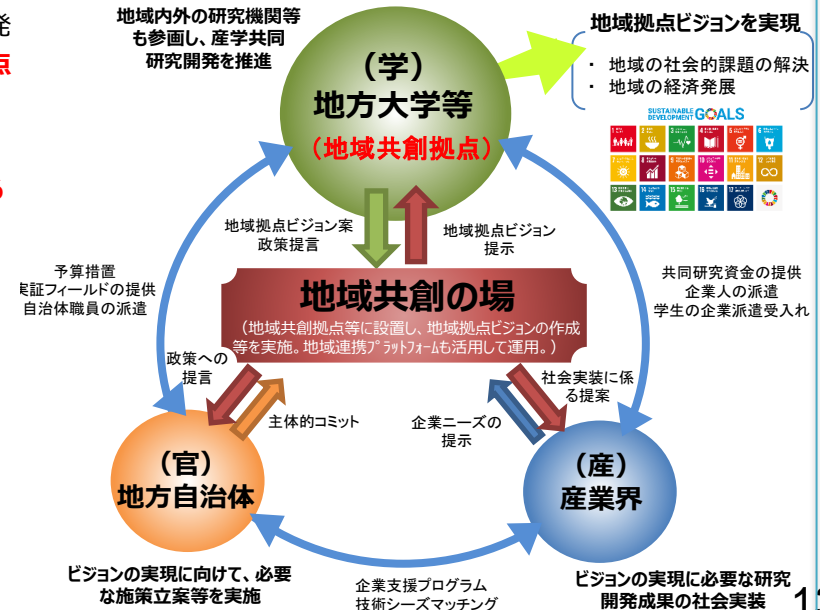 発
点
る
地域内外の研究機関等
も参画し、産学共同
研究開発を推進
(学)
地方大学等
(地域共創拠点)
地域拠点ビジョンを実現
・ 地域の社会的課題の解決
・ 地域の経済発展
SUSTAINABLE
DEVELOPMENT GOALS
地域拠点ビジョン案
政策提言
地域拠点ビジョン
提示
予算措置
実証フィールドの提供
自治体職員の派遣
共同研究資金の提供
企業人の派遣
学生の企業派遣受入れ
地域共創の場
(地域共創拠点等に設置し、地域拠点ビジョンの作成
等を実施。地域連携プラットフォームも活用して運用。)
政策への
提言
主体的コミット
企業ニーズの
提示
社会実装に係
る提案
(官)
地方自治体
(産)
産業界
ビジョンの実現に向けて、必要
な施策立案等を実施
企業支援プログラム
技術シーズマッチング
ビジョンの実現に必要な研究
開発成果の社会実装